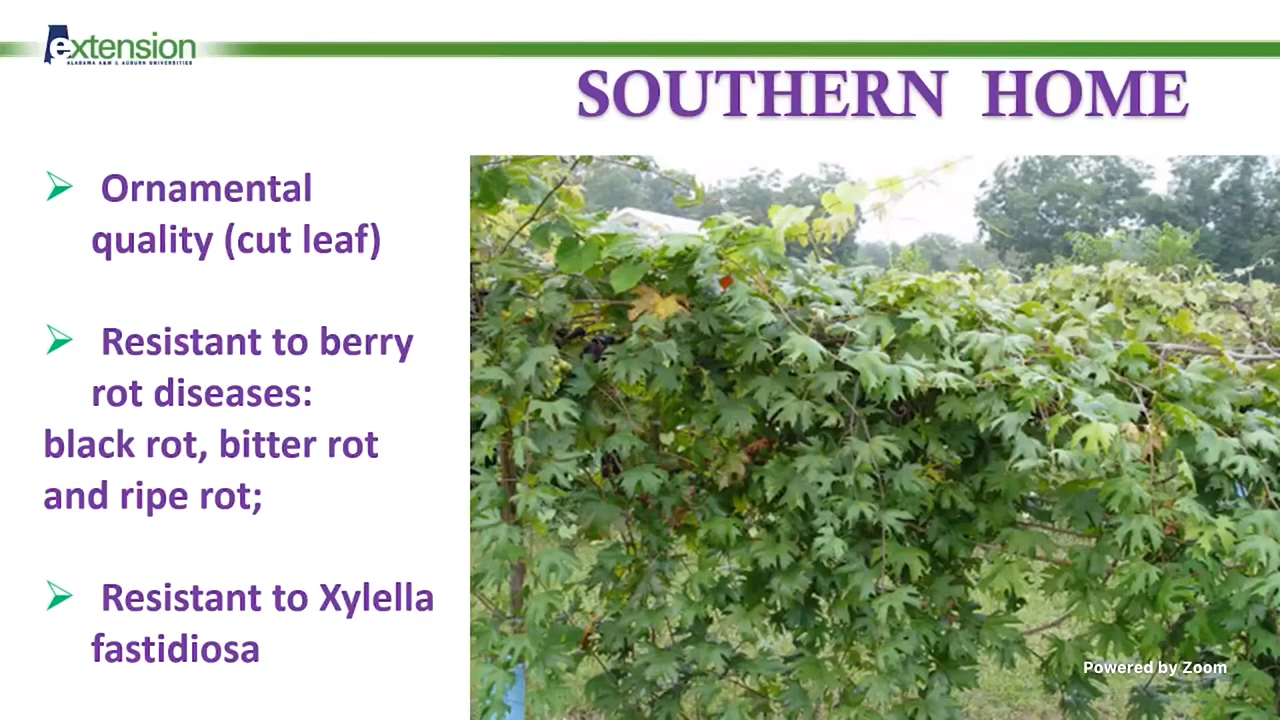 extension
ALABAMA A&M & AUBURN UNIVERSITIES
SOUTHERN HOME
Ornamental
quality (cut leaf)
Resistant to berry
rot diseases:
black rot, bitter rot
and ripe rot;
Resistant to Xylella
fastidiosa
Powered by Zoom